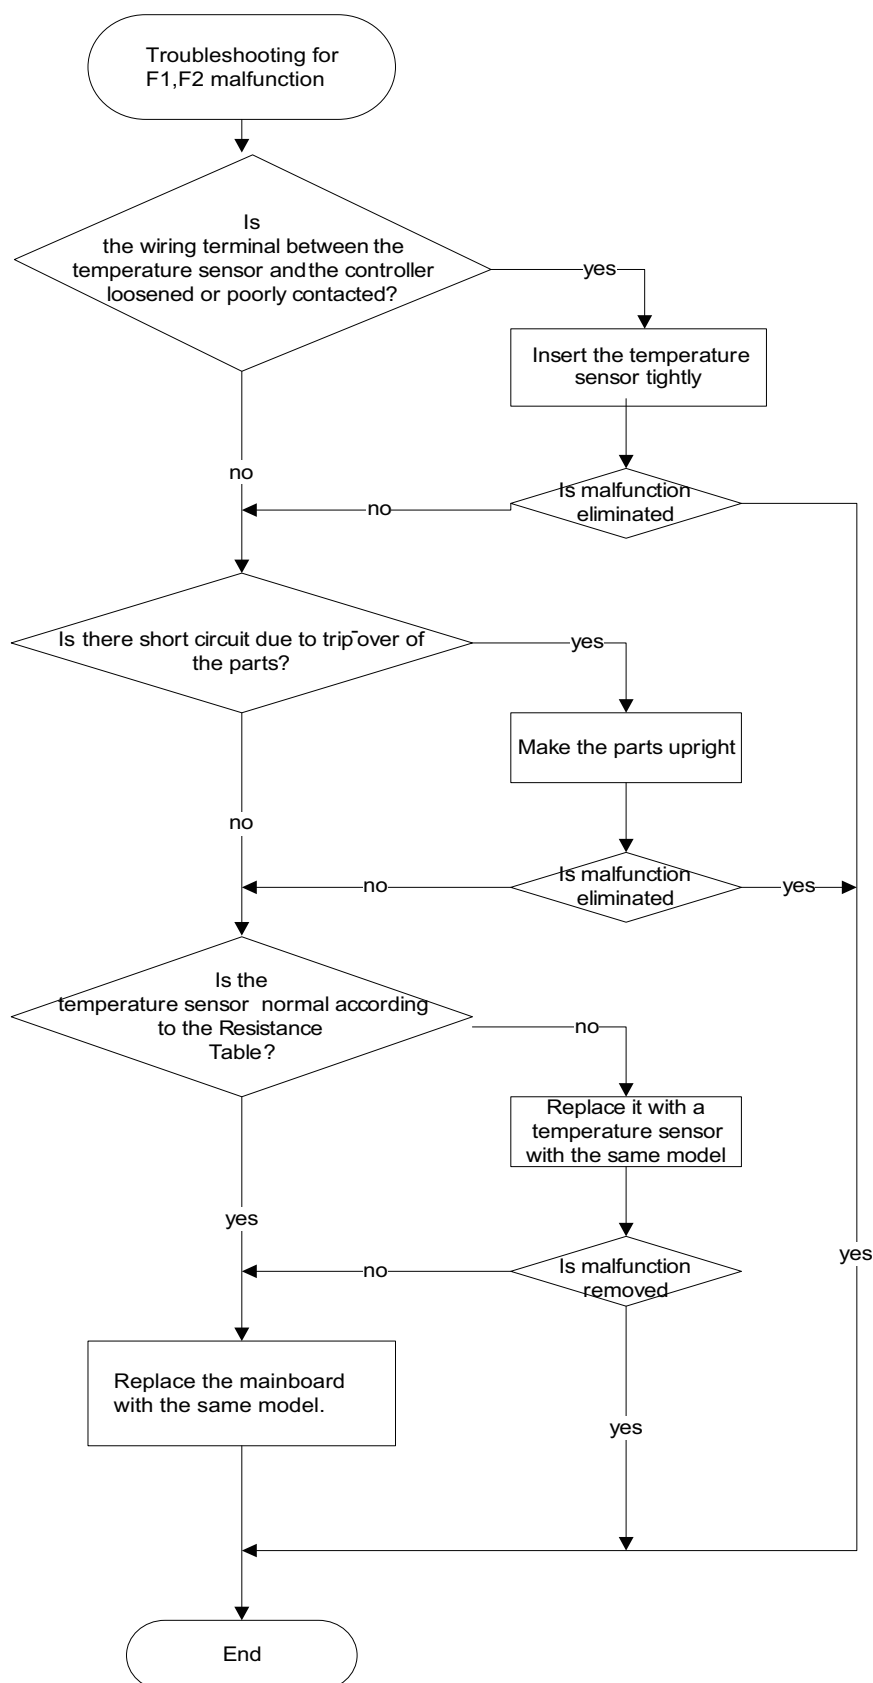 Troubleshooting for
F1,F2 malfunction
Is
the wiring terminal between the
temperature sensor and the controller
loosened or poorly contacted?
yes
Insert the temperature
sensor tightly
no
Is malfunction
eliminated
no
Is there short circuit due to trip-over of
the parts?
yes
Make the parts upright
no
Is malfunction
eliminated
no
yes
Is the
temperature sensor normal according
to the Resistance
Table?
no
Replace it with a
temperature sensor
with the same model
yes
Is malfunction
removed
no
yes
Replace the mainboard
with the same model.
yes
End